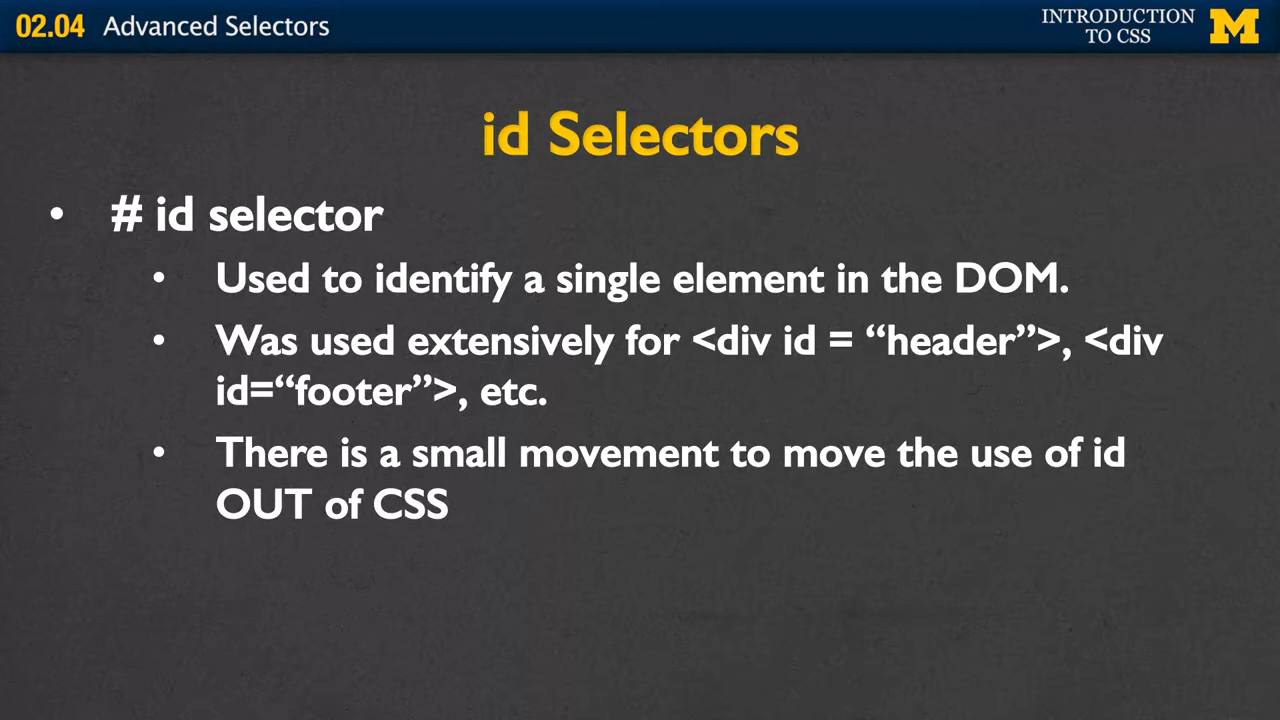 02.04 Advanced Selectors
INTRODUCTION
TO CSS
M
id Selectors
• # id selector
• Used to identify a single element in the DOM.
• Was used extensively for <div id = “header”>, <div
id=“footer”>, etc.
• There is a small movement to move the use of id
OUT of CSS